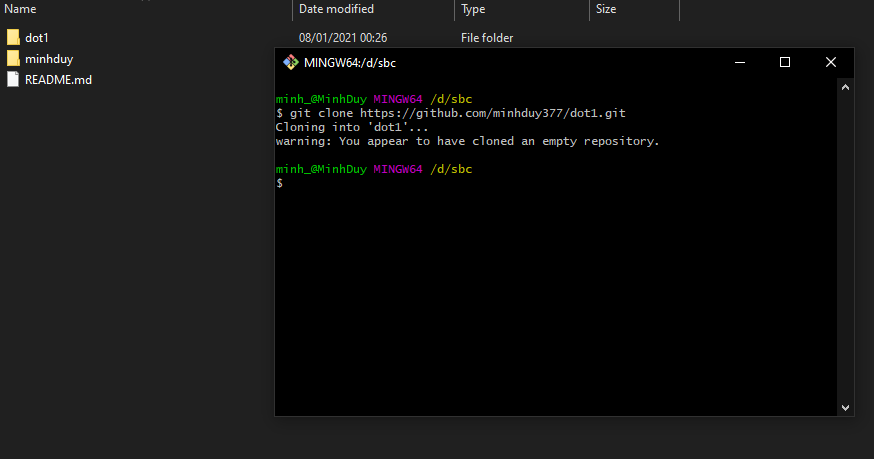 Name Date modified Type Size
dot1 08/01/2021 00:26 File folder
minhduy
README.md
MINGW64:/d/sbc
minh_@MinhDuy MINGW64 /d/sbc
$ git clone https://github.com/minhduy377/dot1.git
Cloning into 'dot1'...
warning: You appear to have cloned an empty repository.
minh_@MinhDuy MINGW64 /d/sbc
$